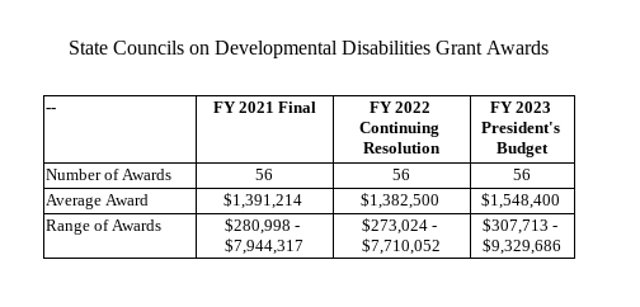 State Councils on Developmental Disabilities Grant Awards
-- FY 2021 Final FY 2022 Continuing Resolution FY 2023 President's Budget
Number of Awards 56 56 56
Average Award $1,391,214 $1,382,500 $1,548,400
Range of Awards $280,998 - $7,944,317 $273,024 - $7,710,052 $307,713 - $9,329,686